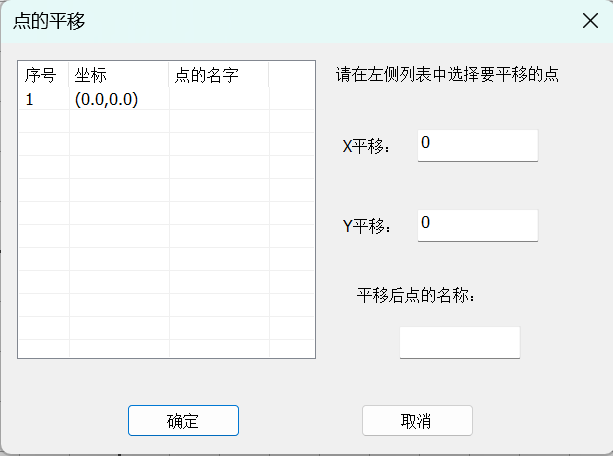 点的平移
序号 坐标 点的名字
1 (0.0,0.0)
请在左侧列表中选择要平移的点
X平移： 0
Y平移： 0
平移后点的名称：
确定 取消